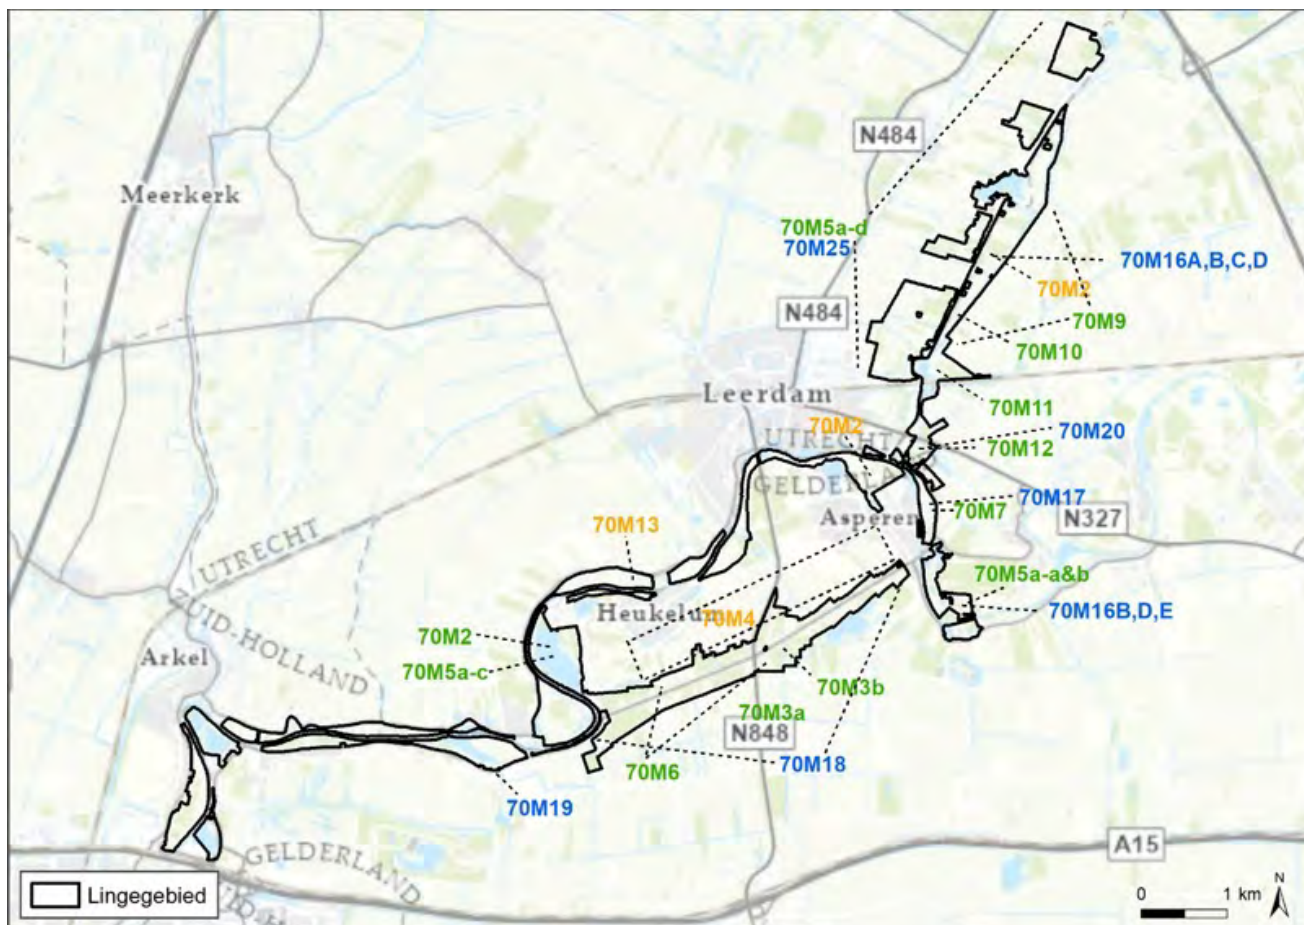 N484
Meerkerk
70M5a-d
70M25
70M16A,B,C,D
70M2
N484
70M9
70M10
Leerdam
70M11
70M2
UTRECHT
70M20
70M12
GELDERLA
70M17
Asperen
70M7
N327
70M13
UTRECHT
70M5a-a&b
ZUID-HOLLAND
Heukelum
70M4
70M16B,D,E
70M2
Arkel
70M5a-c
70M3b
70M3a
N848
70M6
70M18
70M19
GELDERLAND
A15
Lingegebied
0 1 km
N